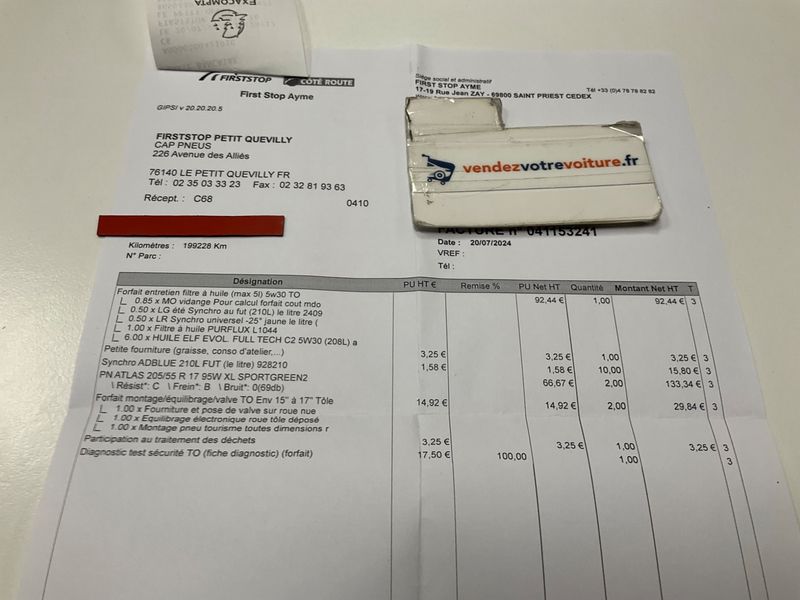 EXACOMPTA
FIRSTSTOP CÔTÉ ROUTE
First Stop Ayme
Siège social et administratif
FIRST STOP AYME
17-19 Rue Jean ZAY - 69800 SAINT PRIEST CEDEX
Tél +33 (0)4 78 78 82 82
GIPSI v 20.20.20.5
FIRSTSTOP PETIT QUEVILLY
CAP PNEUS
226 Avenue des Alliès
76140 LE PETIT QUEVILLY FR
Tél : 02 35 03 33 23 Fax : 02 32 81 93 63
Récept. : C68 0410
vendezvotrevoiture.fr
FACTURE n° 041153241
Kilomètres : 199228 Km
N° Parc :
Date : 20/07/2024
VREF :
Tél :
Désignation PU HT € Remise % PU Net HT Quantité Montant Net HT T
Forfait entretien filtre à huile (max 5l) 5w30 TO 92,44 € 1,00 92,44 € 3
0.85 x MO vidange Pour calcul forfait cout mdo
0.50 x LG été Synchro au fut (210L) le litre 2409
0.50 x LR Synchro universel -25° jaune le litre (
1.00 x Filtre à huile PURFLUX L1044
6.00 x HUILE ELF EVOL. FULL TECH C2 5W30 (208L) a
Petite fourniture (graisse, conso d'atelier,...) 3,25 € 3,25 € 1,00 3,25 € 3
Synchro ADBLUE 210L FUT (le litre) 928210 1,58 € 1,58 € 10,00 15,80 € 3
PN ATLAS 205/55 R 17 95W XL SPORTGREEN2 66,67 € 2,00 133,34 € 3
\ Résist*: C \ Frein*: B \ Bruit*: 0(69db)
Forfait montage/équilibrage/valve TO Env 15" à 17" Tôle 14,92 € 14,92 € 2,00 29,84 € 3
1.00 x Fourniture et pose de valve sur roue nue
1.00 x Equilibrage électronique roue tôle déposé
1.00 x Montage pneu tourisme toutes dimensions r
Participation au traitement des déchets 3,25 € 3,25 € 1,00 3,25 € 3
Diagnostic test sécurité TO (fiche diagnostic) (forfait) 17,50 € 100,00 1,00 3